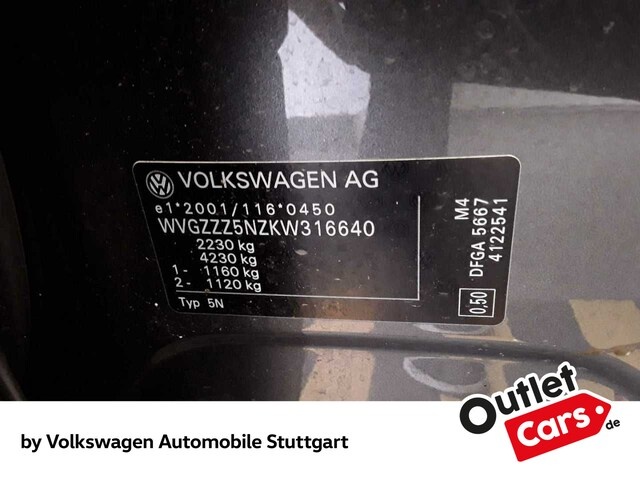 VOLKSWAGEN AG
e1*2001/116*0450
WVGZZZ5NZKW316640
2230 kg
4230 kg
1- 1160 kg
2- 1120 kg
Typ 5N
M4
DFGA 5667
4122541
0,50
by Volkswagen Automobile Stuttgart
Outlet
Cars.de